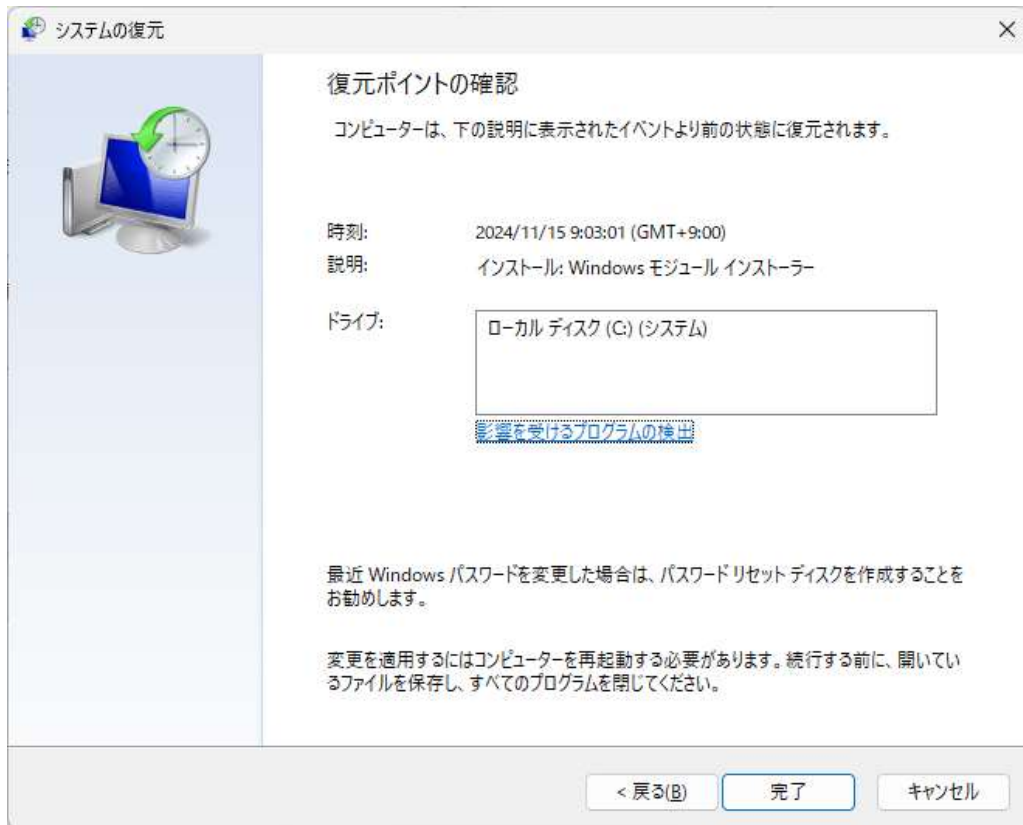 システムの復元
復元ポイントの確認
コンピューターは、下の説明に表示されたイベントより前の状態に復元されます。
時刻: 2024/11/15 9:03:01 (GMT+9:00)
説明: インストール: Windows モジュール インストーラー
ドライブ: ローカル ディスク (C:) (システム)
影響を受けるプログラムの検出
最近 Windows パスワードを変更した場合は、パスワード リセット ディスクを作成することを
お勧めします。
変更を適用するにはコンピューターを再起動する必要があります。続行する前に、開いてい
るファイルを保存し、すべてのプログラムを閉じてください。
< 戻る(B) 完了 キャンセル